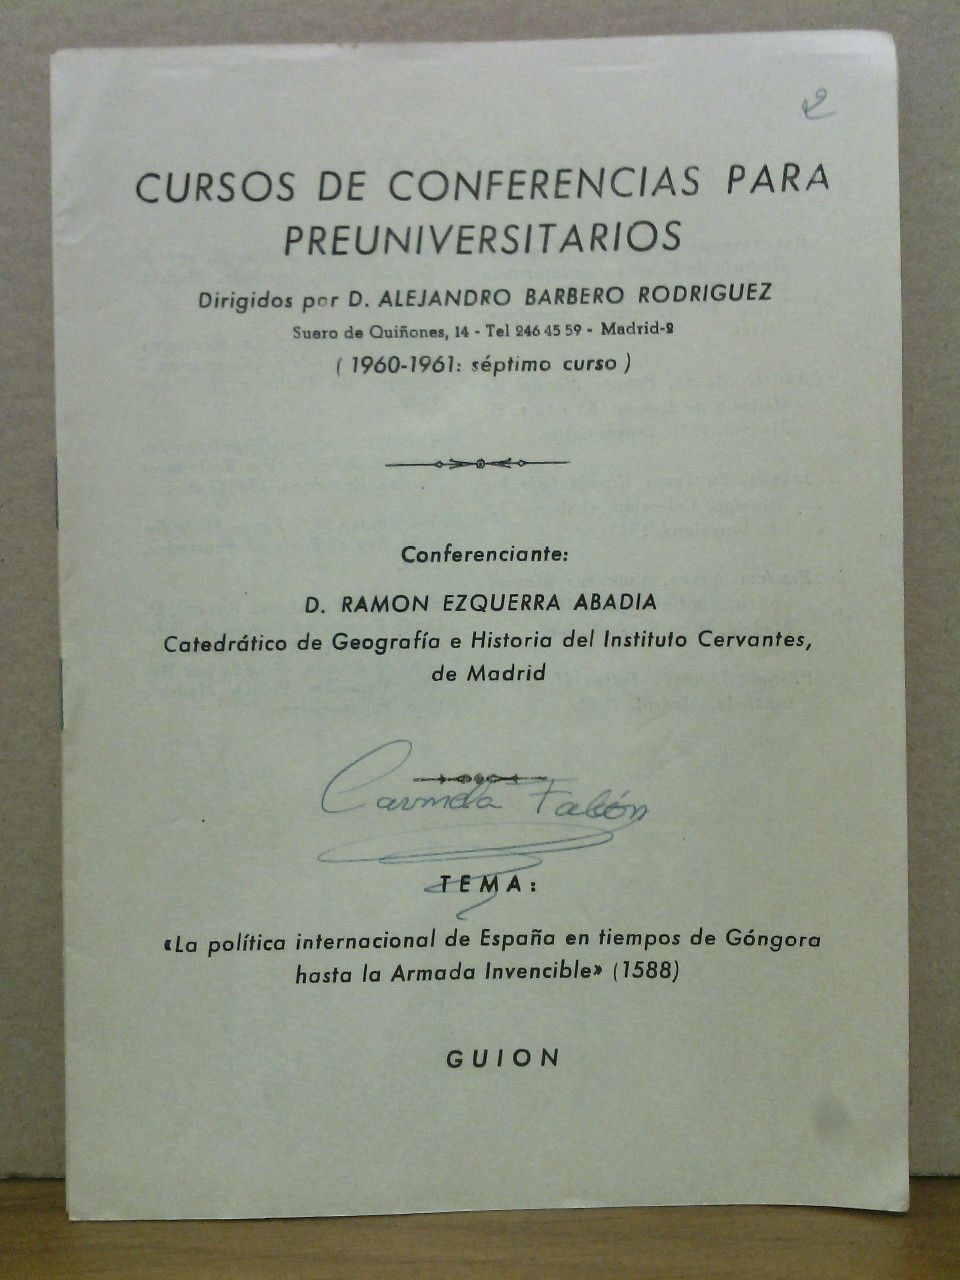 2
CURSOS DE CONFERENCIAS PARA
PREUNIVERSITARIOS
Dirigidos por D. ALEJANDRO BARBERO RODRIGUEZ
Suero de Quiñones, 14 - Tel 246 45 59 - Madrid-2
( 1960-1961: séptimo curso )
Conferenciante:
D. RAMON EZQUERRA ABADIA
Catedrático de Geografía e Historia del Instituto Cervantes,
de Madrid
Carmela
TEMA:
«La política internacional de España en tiempos de Góngora
hasta la Armada Invencible» (1588)
GUION